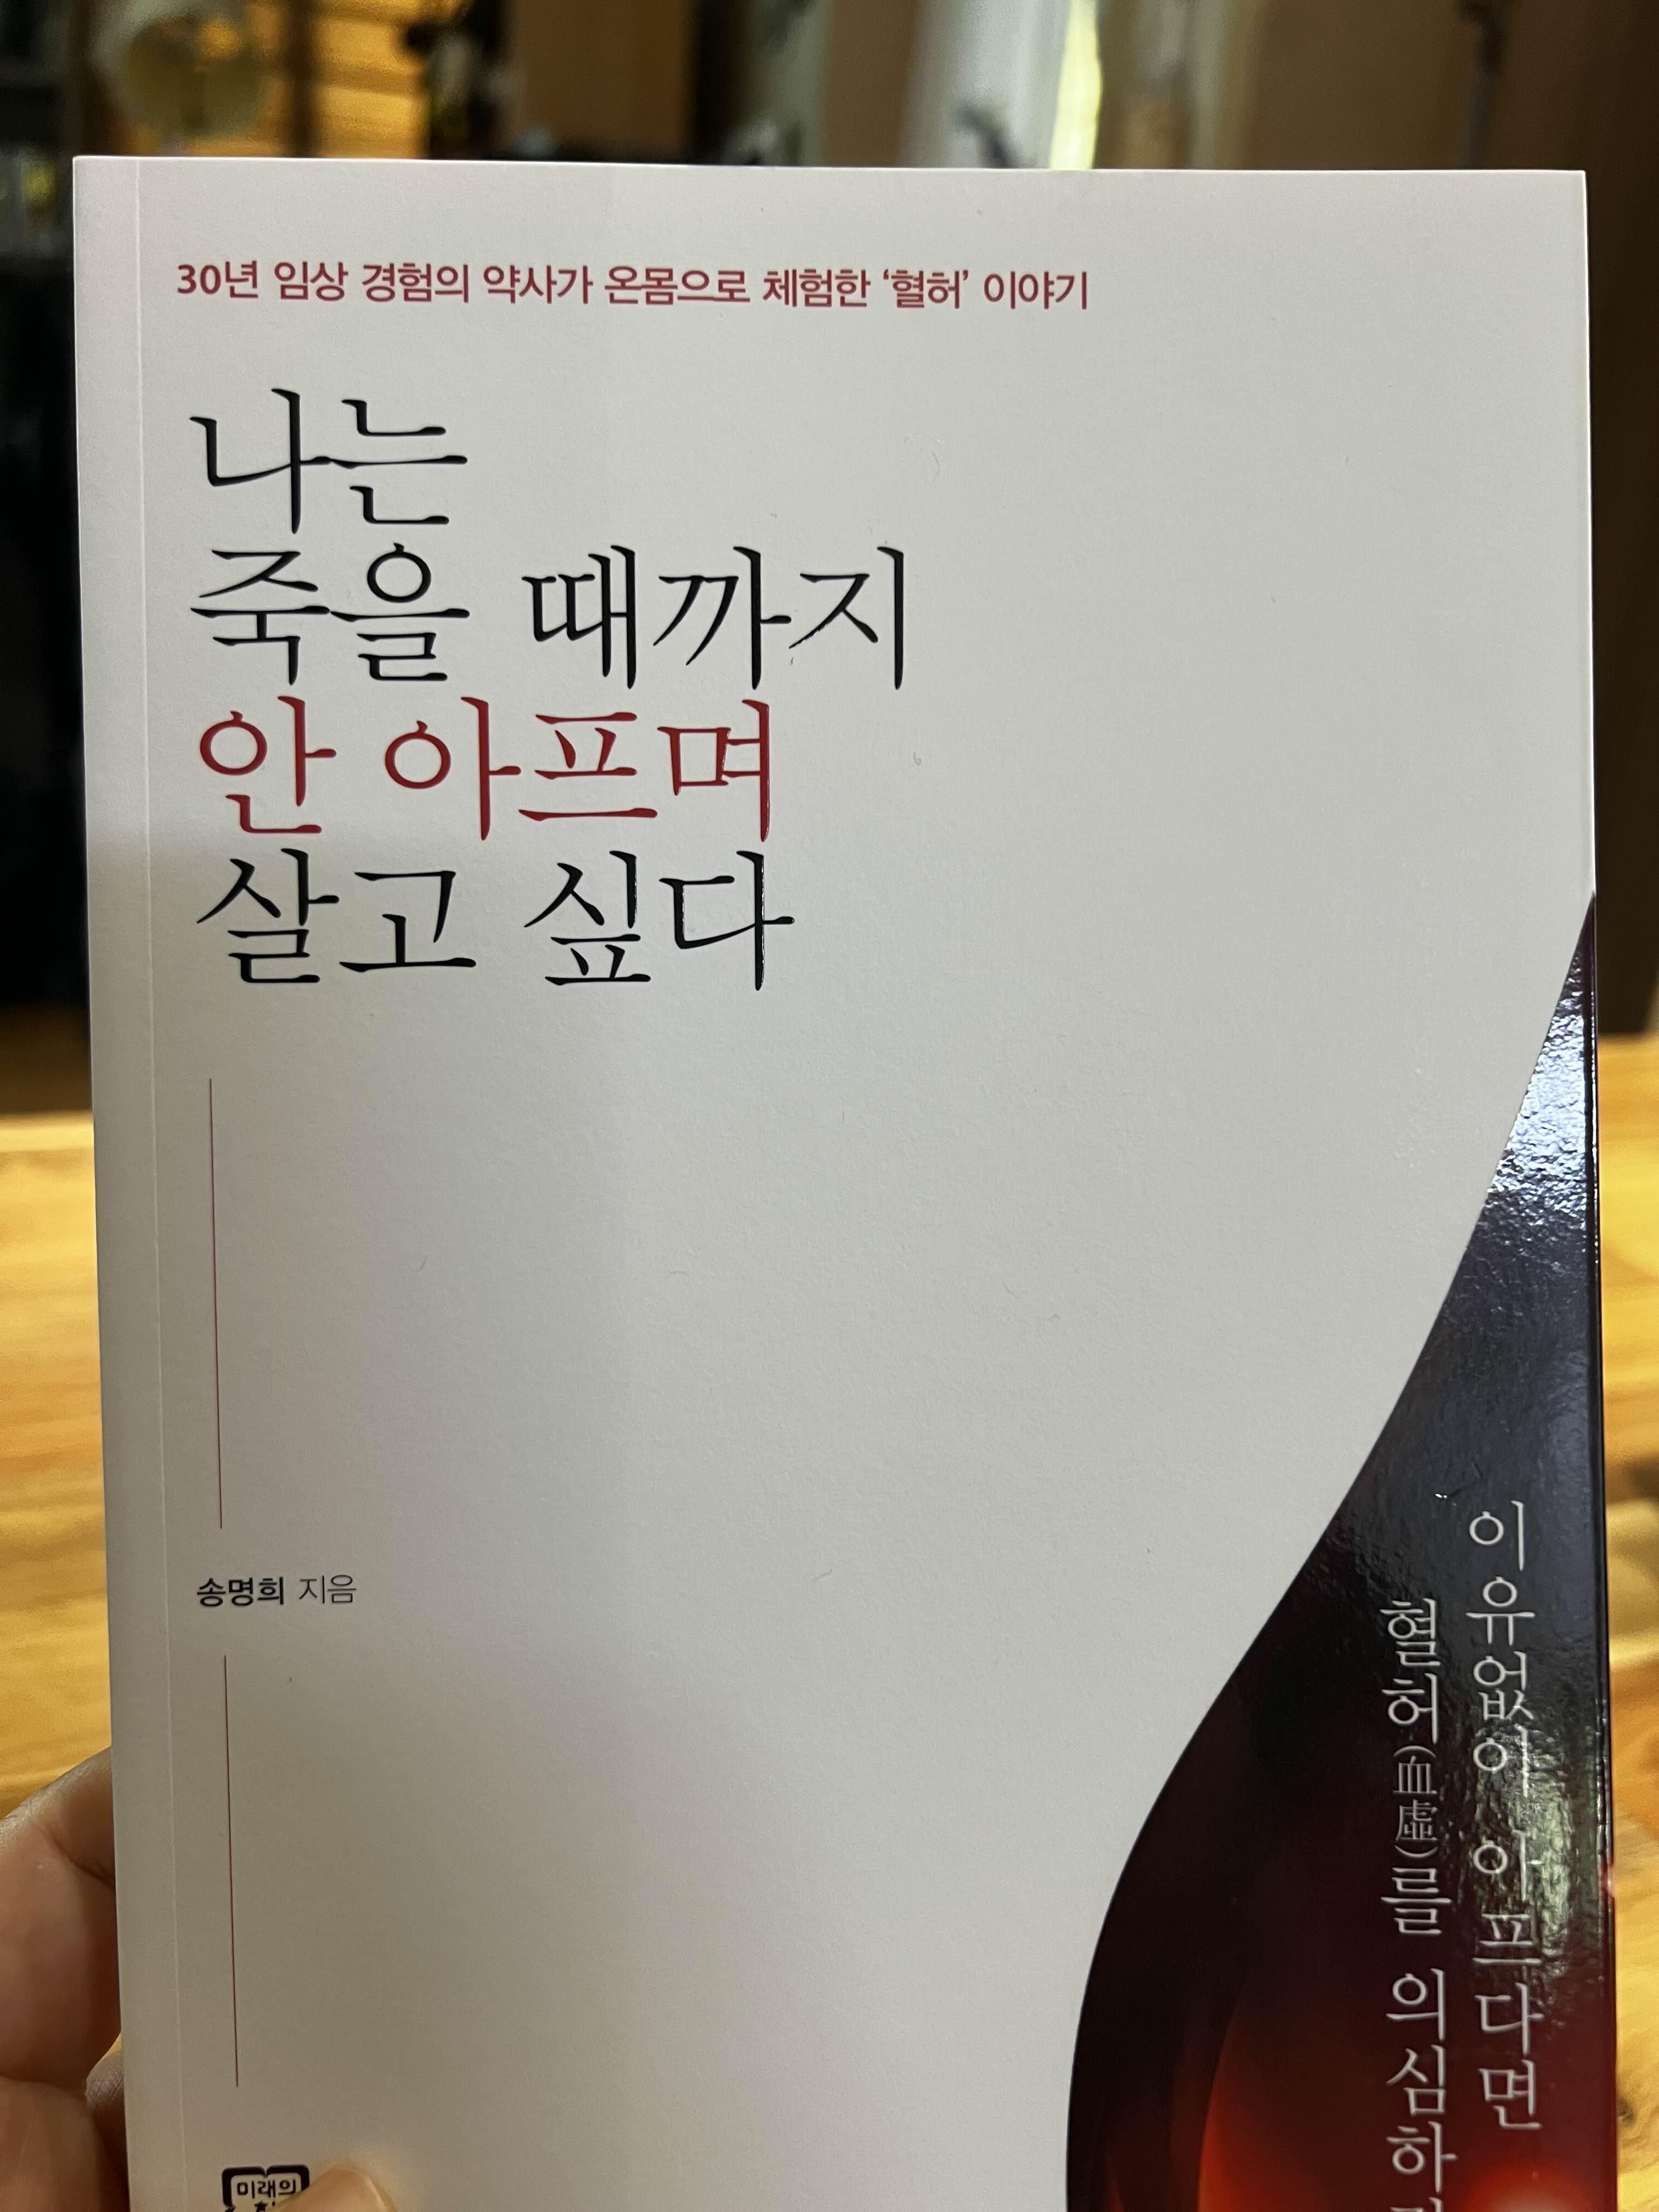 30년 임상 경험의 약사가 온몸으로 체험한 ‘혈허’ 이야기
나는
죽을 때까지
안 아프며
살고 싶다
송명희 지음
이유없이 아프다면
혈허(血虛)를 의심하
미래의